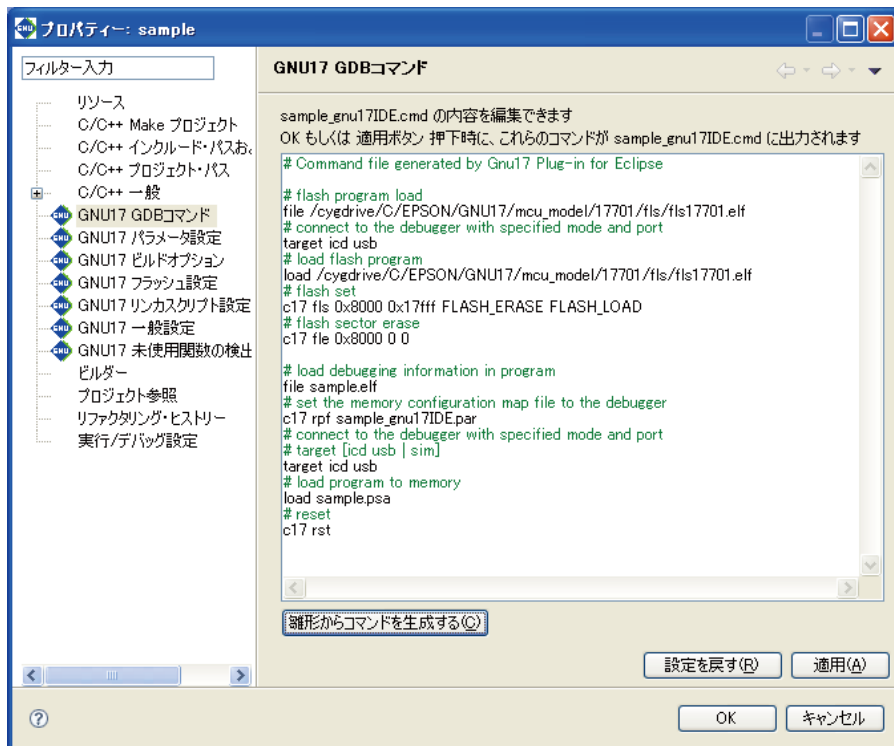 GNU プロパティー: sample
フィルター入力
リソース
C/C++ Make プロジェクト
C/C++ インクルード・パスお。
C/C++ プロジェクト・パス
C/C++ 一般
GNU GNU17 GDBコマンド
GNU GNU17 パラメータ設定
GNU GNU17 ビルドオプション
GNU GNU17 フラッシュ設定
GNU GNU17 リンカスクリプト設定
GNU GNU17 一般設定
GNU GNU17 未使用関数の検出
ビルダー
プロジェクト参照
リファクタリング・ヒストリー
実行/デバッグ設定
GNU17 GDBコマンド
sample_gnu17IDE.cmd の内容を編集できます
OK もしくは 適用ボタン 押下時に、これらのコマンドが sample_gnu17IDE.cmd に出力されます
# Command file generated by Gnu17 Plug-in for Eclipse
# flash program load
file /cygdrive/C/EPSON/GNU17/mcu_model/17701/fls/fls17701.elf
# connect to the debugger with specified mode and port
target icd usb
# load flash program
load /cygdrive/C/EPSON/GNU17/mcu_model/17701/fls/fls17701.elf
# flash set
c17 fls 0x8000 0x17fff FLASH_ERASE FLASH_LOAD
# flash sector erase
c17 fle 0x8000 0 0
# load debugging information in program
file sample.elf
# set the memory configuration map file to the debugger
c17 rpf sample_gnu17IDE.par
# connect to the debugger with specified mode and port
# target [icd usb | sim]
target icd usb
# load program to memory
load sample.psa
# reset
c17 rst
雛形からコマンドを生成する(C)
設定を戻す(R)
適用(A)
OK
キャンセル